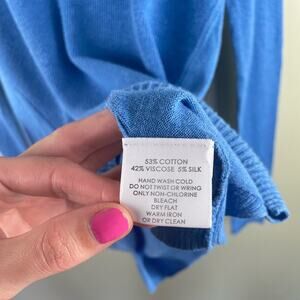 53% COTTON
42% VISCOSE 5% SILK
HAND WASH COLD
DO NOT TWIST OR WRING
ONLY NON-CHLORINE
BLEACH
DRY FLAT
WARM IRON
OR DRY CLEAN